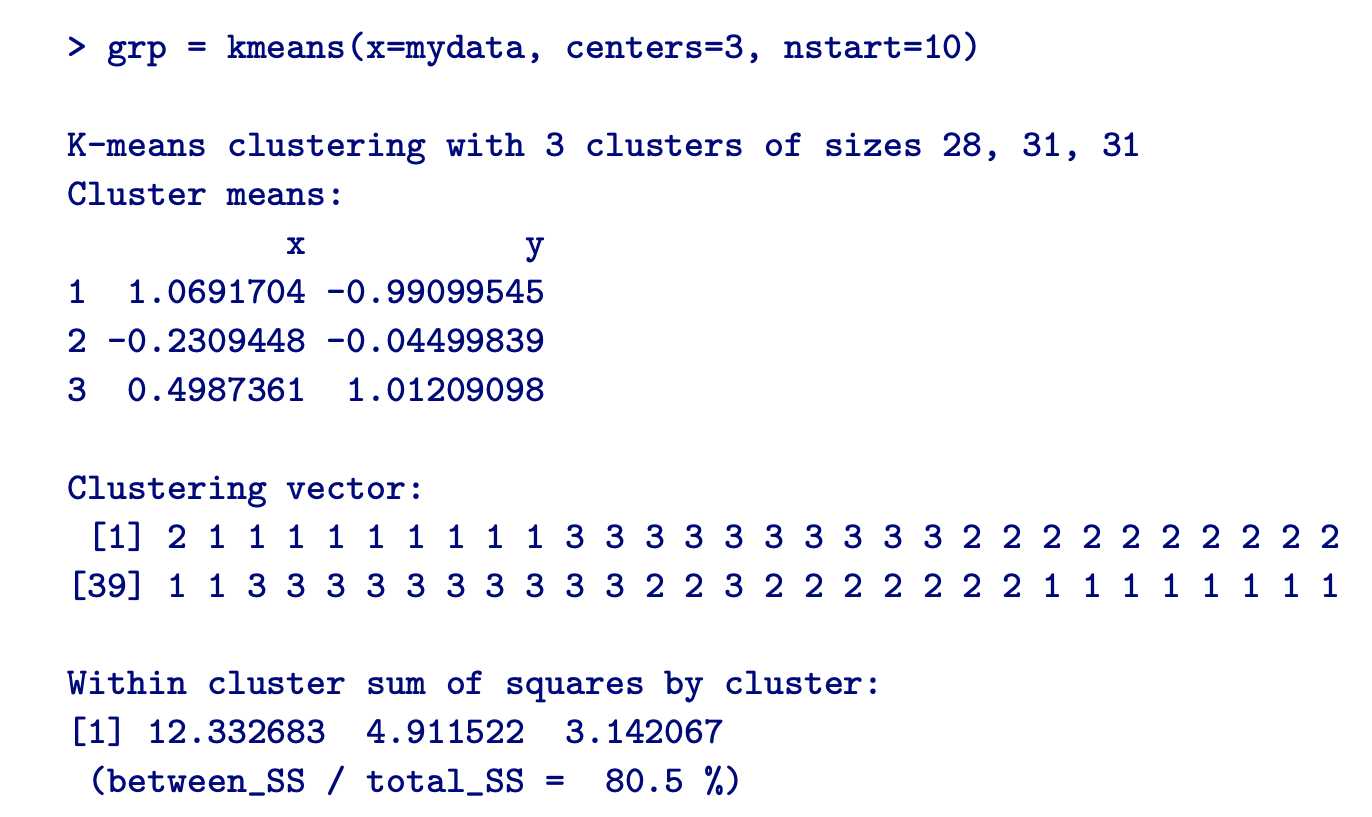 > grp = kmeans(x=mydata, centers=3, nstart=10)
K-means clustering with 3 clusters of sizes 28, 31, 31
Cluster means:
x y
1 1.0691704 -0.99099545
2 -0.2309448 -0.04499839
3 0.4987361 1.01209098
Clustering vector:
[1] 2 1 1 1 1 1 1 1 1 1 3 3 3 3 3 3 3 3 3 3 2 2 2 2 2 2 2 2 2 2
[39] 1 1 3 3 3 3 3 3 3 3 3 3 2 2 3 2 2 2 2 2 2 2 1 1 1 1 1 1 1 1
Within cluster sum of squares by cluster:
[1] 12.332683 4.911522 3.142067
(between_SS / total_SS = 80.5 %)